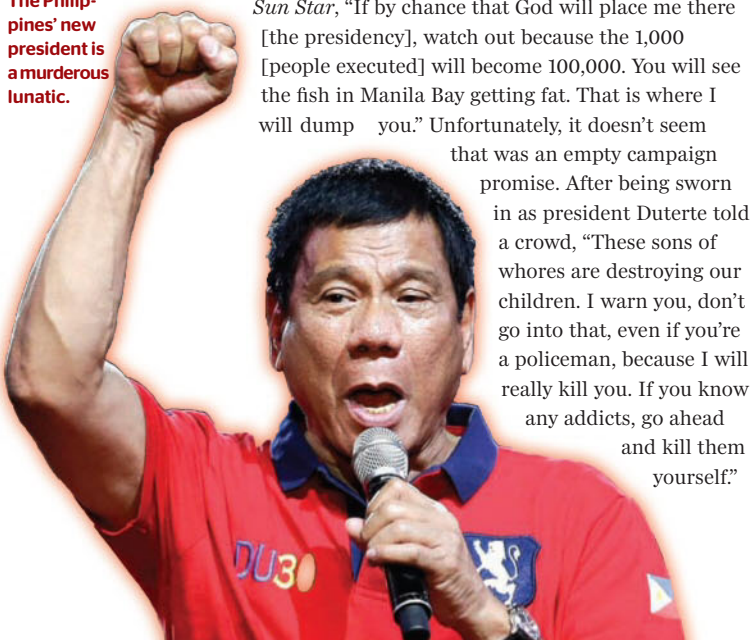 The Philip-
pines' new
president is
a murderous
lunatic.
Sun Star, “If by chance that God will place me there
[the presidency], watch out because the 1,000
[people executed] will become 100,000. You will see
the fish in Manila Bay getting fat. That is where I
will dump you.” Unfortunately, it doesn’t seem
that was an empty campaign
promise. After being sworn
in as president Duterte told
a crowd, “These sons of
whores are destroying our
children. I warn you, don’t
go into that, even if you’re
a policeman, because I will
really kill you. If you know
any addicts, go ahead
and kill them
yourself.”
DU30